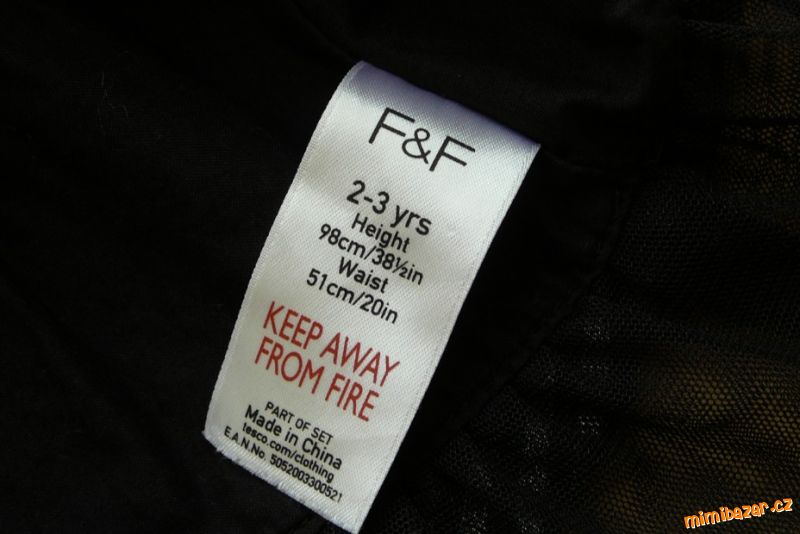 F&F
2-3 yrs
Height
98cm/38½in
Waist
51cm/20in
KEEP AWAY
FROM FIRE
PART OF SET
Made in China
tesco.com/clothing
E.A.N.No. 5052003300521
mimibazar.cz